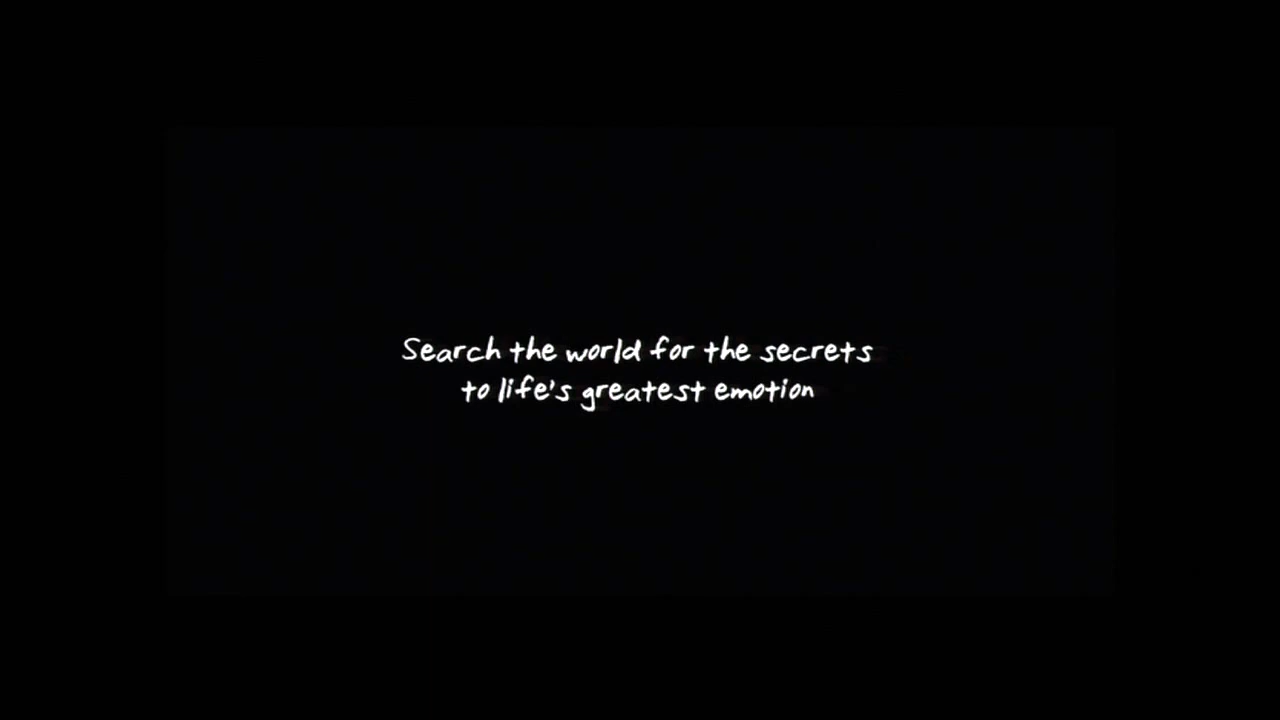 Search the world for the secrets
to life's greatest emotion